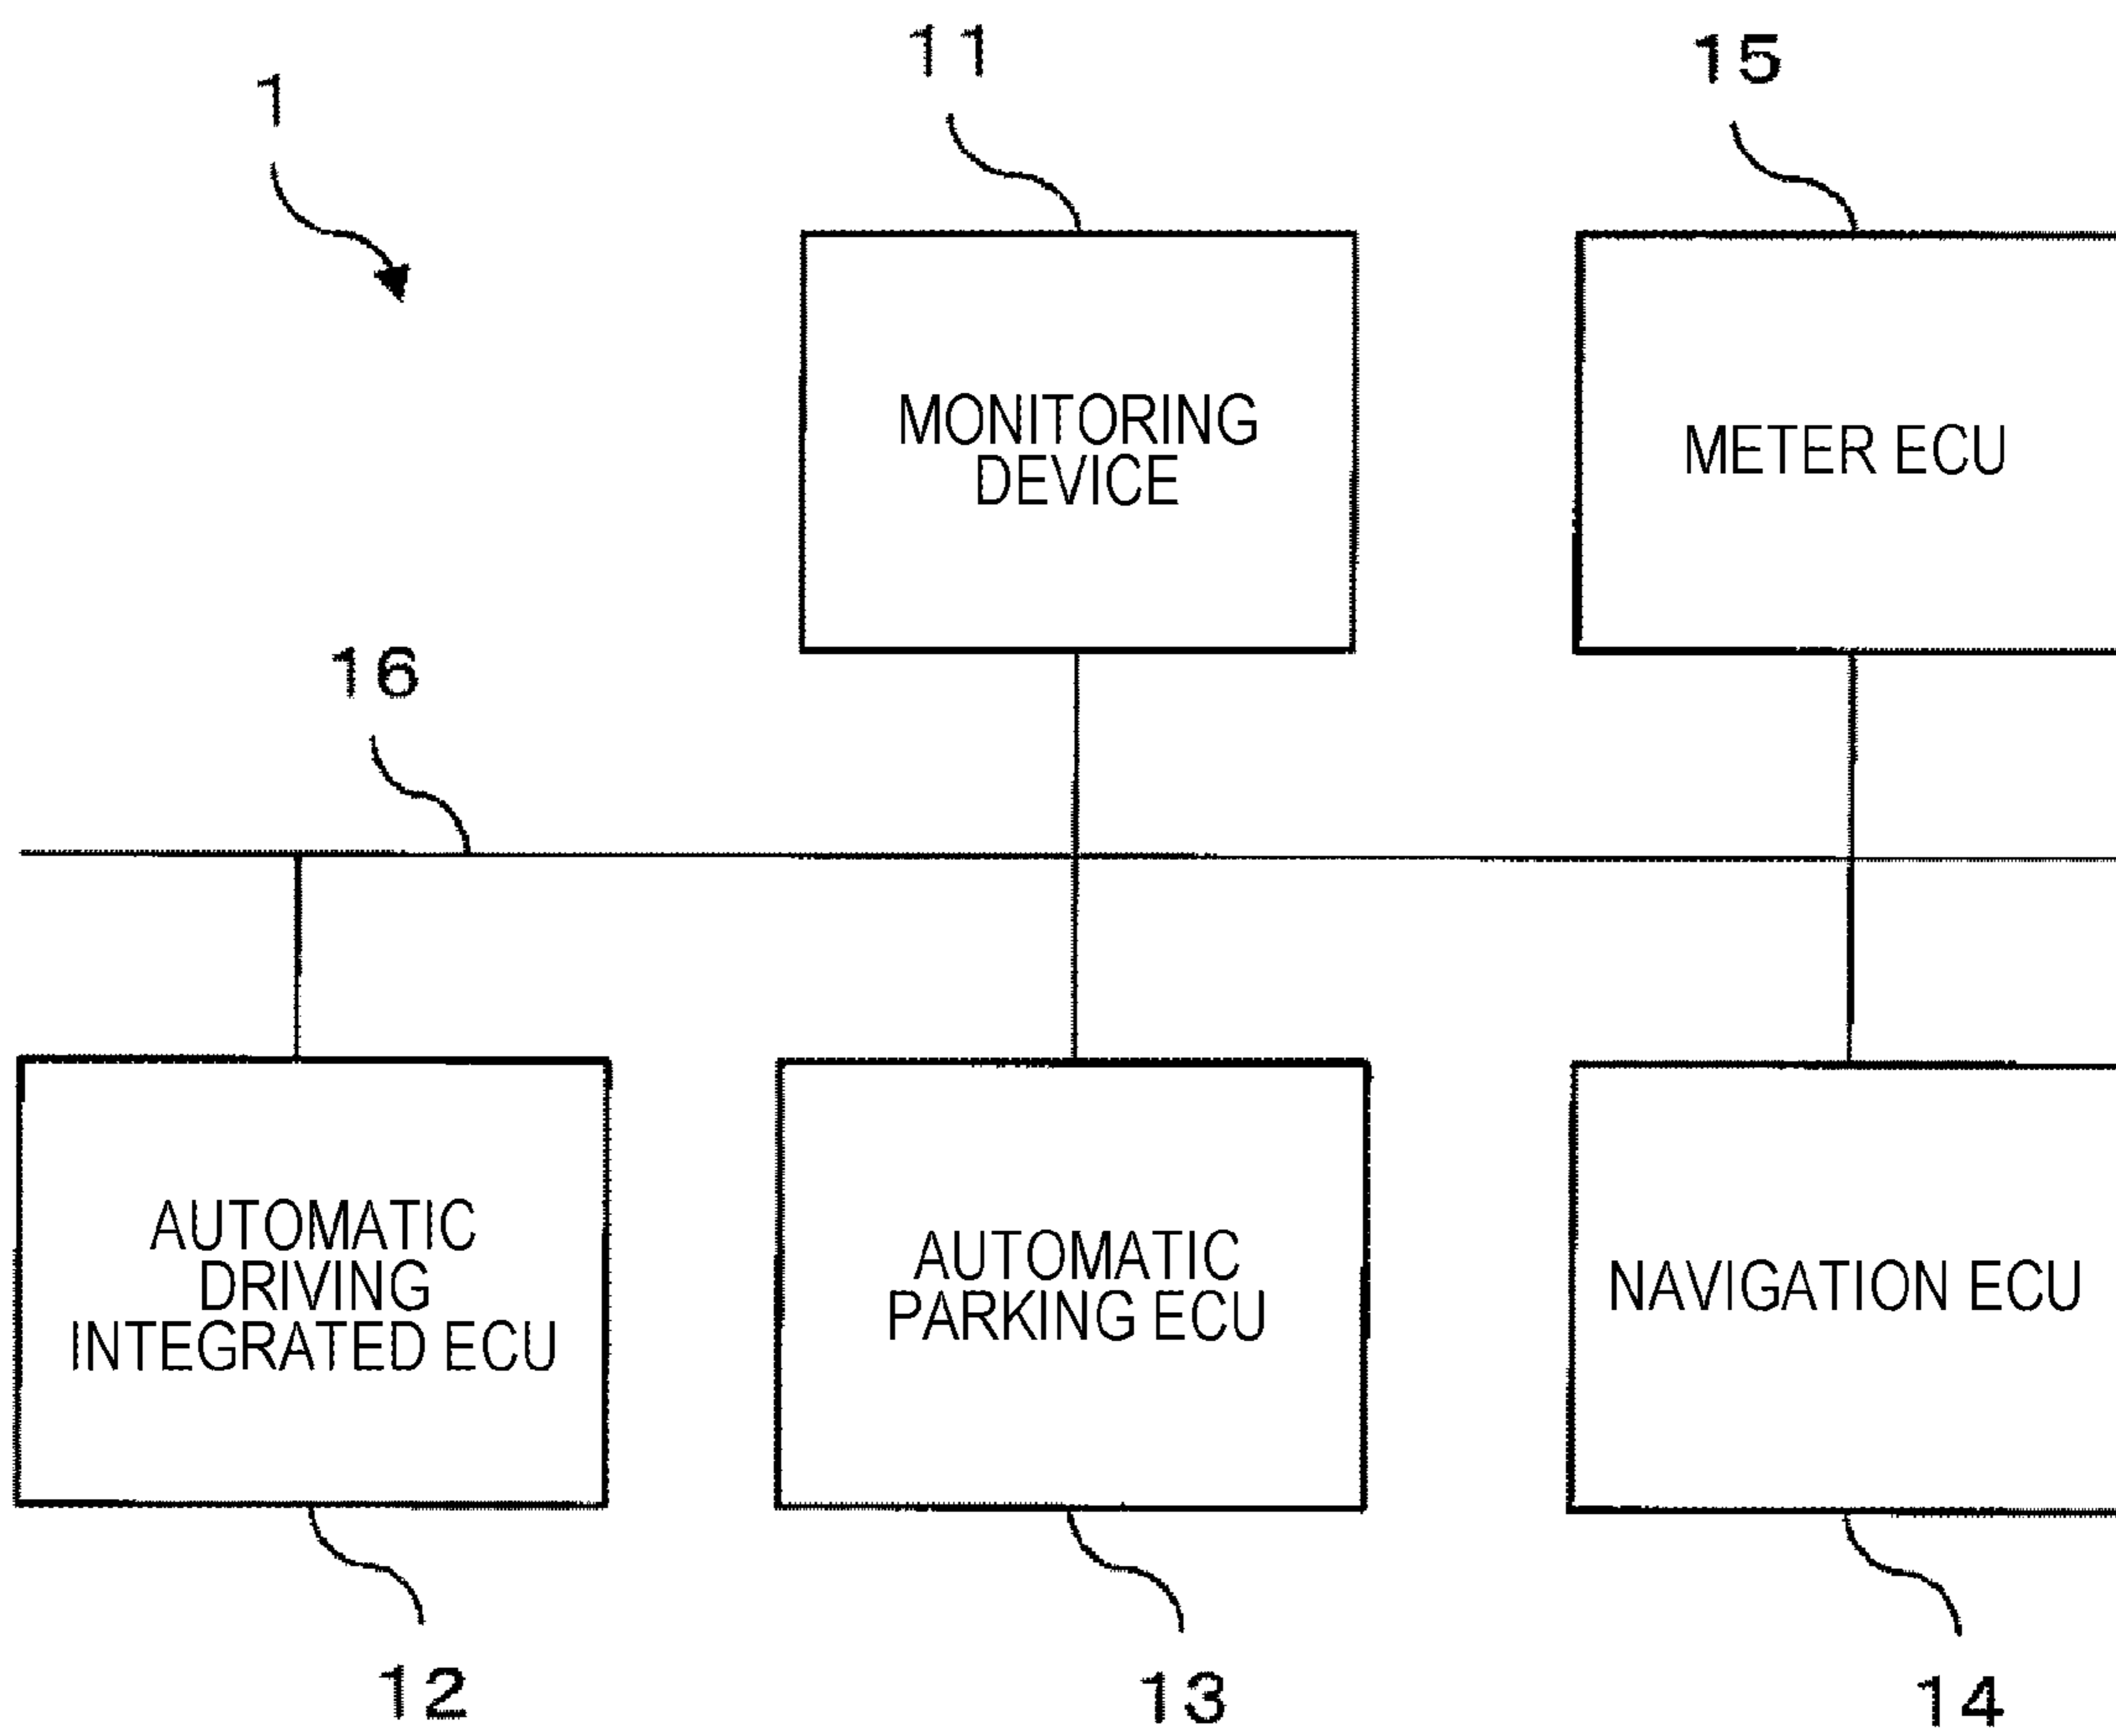 1
11
15
MONITORING
DEVICE
METER ECU
16
AUTOMATIC
DRIVING
INTEGRATED ECU
AUTOMATIC
PARKING ECU
NAVIGATION ECU
12
13
14